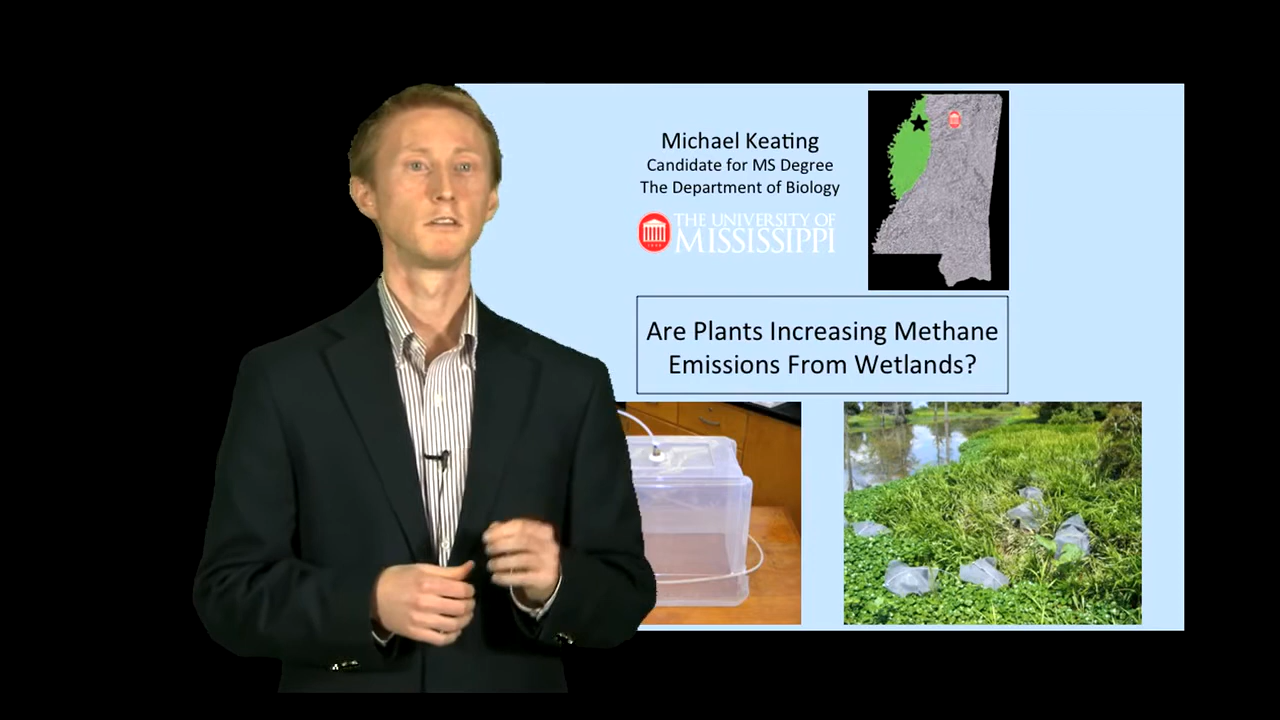 Michael Keating
Candidate for MS Degree
The Department of Biology
THE UNIVERSITY OF
MISSISSIPPI
Are Plants Increasing Methane
Emissions From Wetlands?